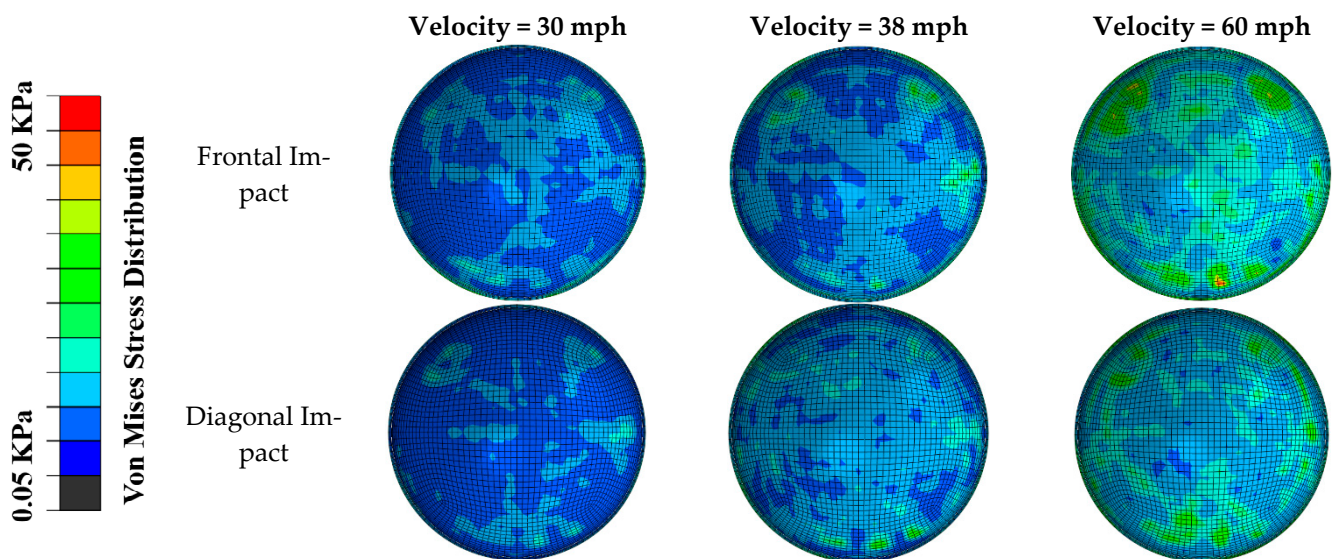 Velocity = 30 mph
Velocity = 38 mph
Velocity = 60 mph
50 KPa
0.05 KPa
Von Mises Stress Distribution
Frontal Im-
pact
Diagonal Im-
pact